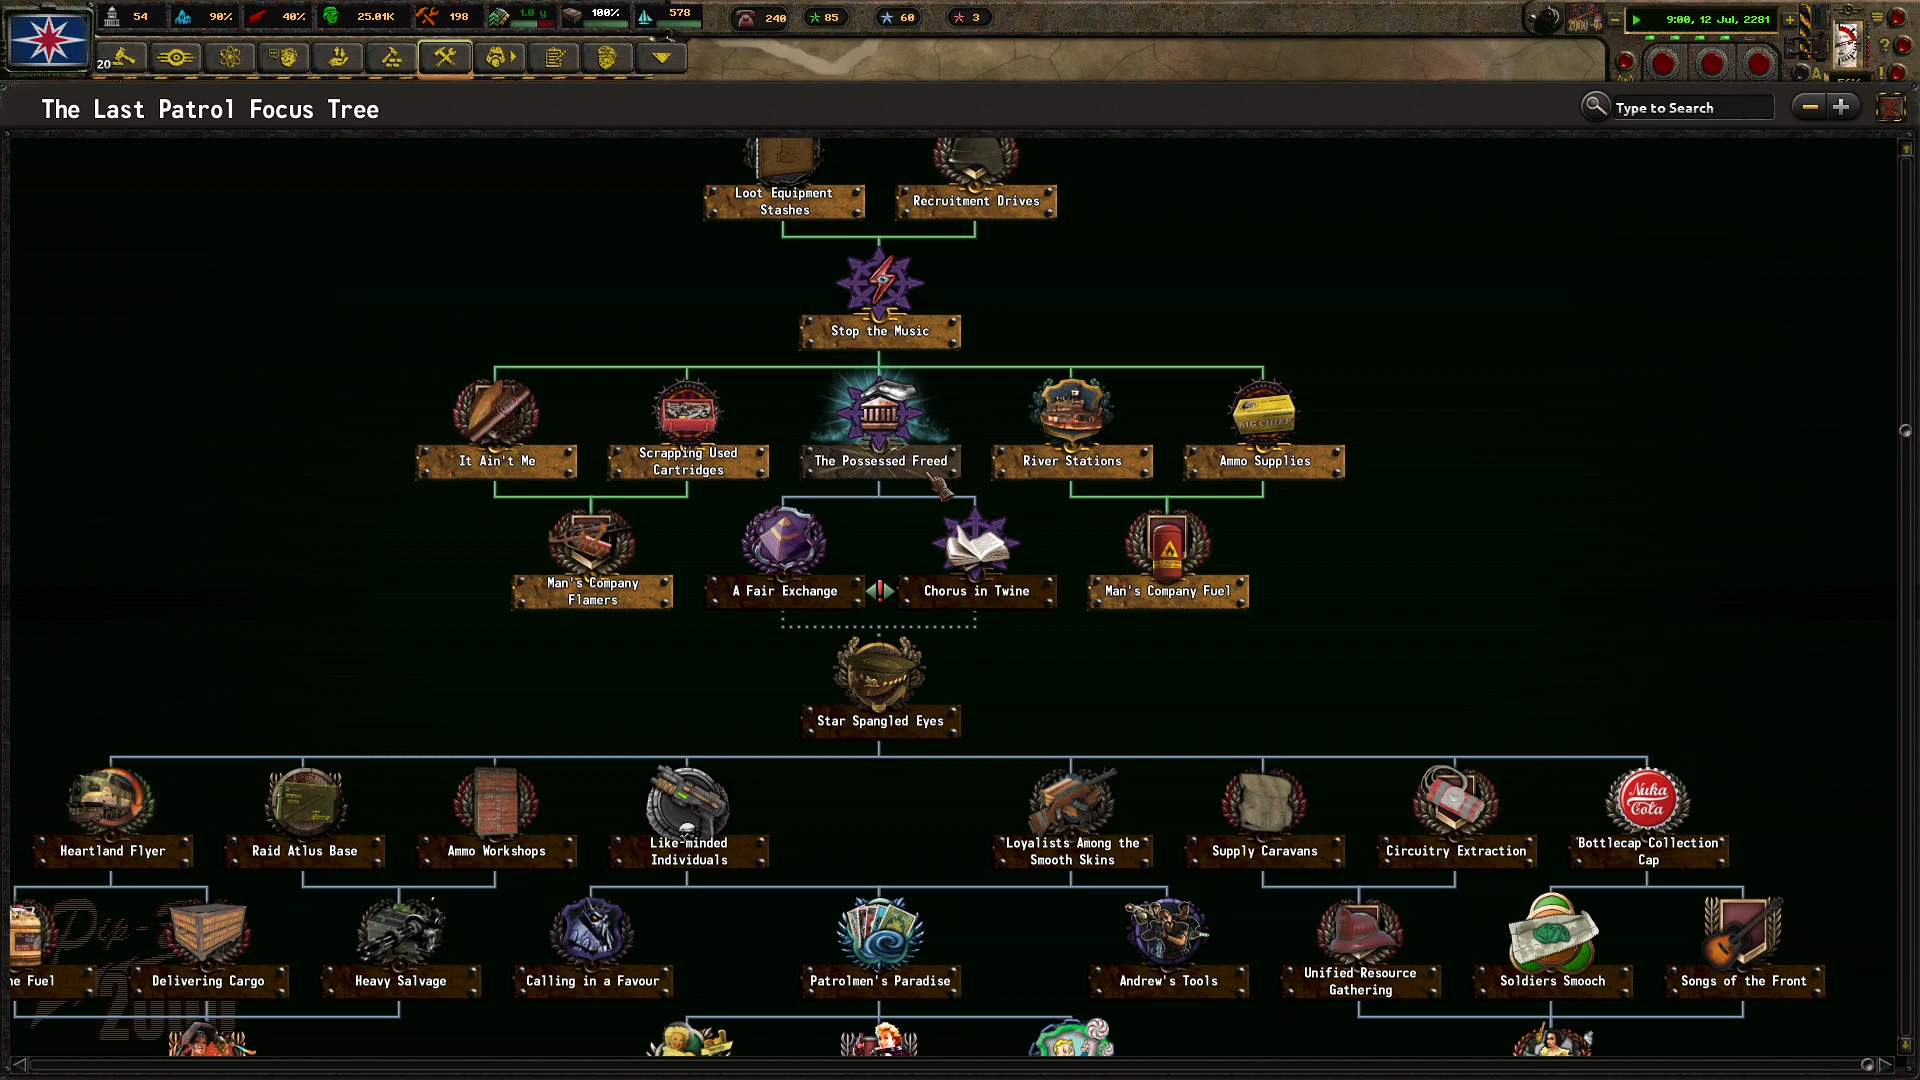 54
90%
40%
25.01K
198
1.0 y
100%
578
240
85
60
3
9:00, 12 Jul, 2281
20
The Last Patrol Focus Tree
Type to Search
Loot Equipment
Stashes
Recruitment Drives
Stop the Music
It Ain't Me
Scrapping Used
Cartridges
The Possessed Freed
River Stations
BIG CHIEF
Ammo Supplies
Man's Company
Flamers
A Fair Exchange
Chorus in Twine
Man's Company Fuel
Star Spangled Eyes
Heartland Flyer
Raid Atlus Base
Ammo Workshops
Like-minded
Individuals
Loyalists Among the
Smooth Skins
Supply Caravans
Circuitry Extraction
Nuka
Cola
'Bottlecap Collection'
Cap
ne Fuel
Delivering Cargo
Heavy Salvage
Calling in a Favour
Patrolmen's Paradise
Andrew's Tools
Unified Resource
Gathering
Soldiers Smooch
Songs of the Front